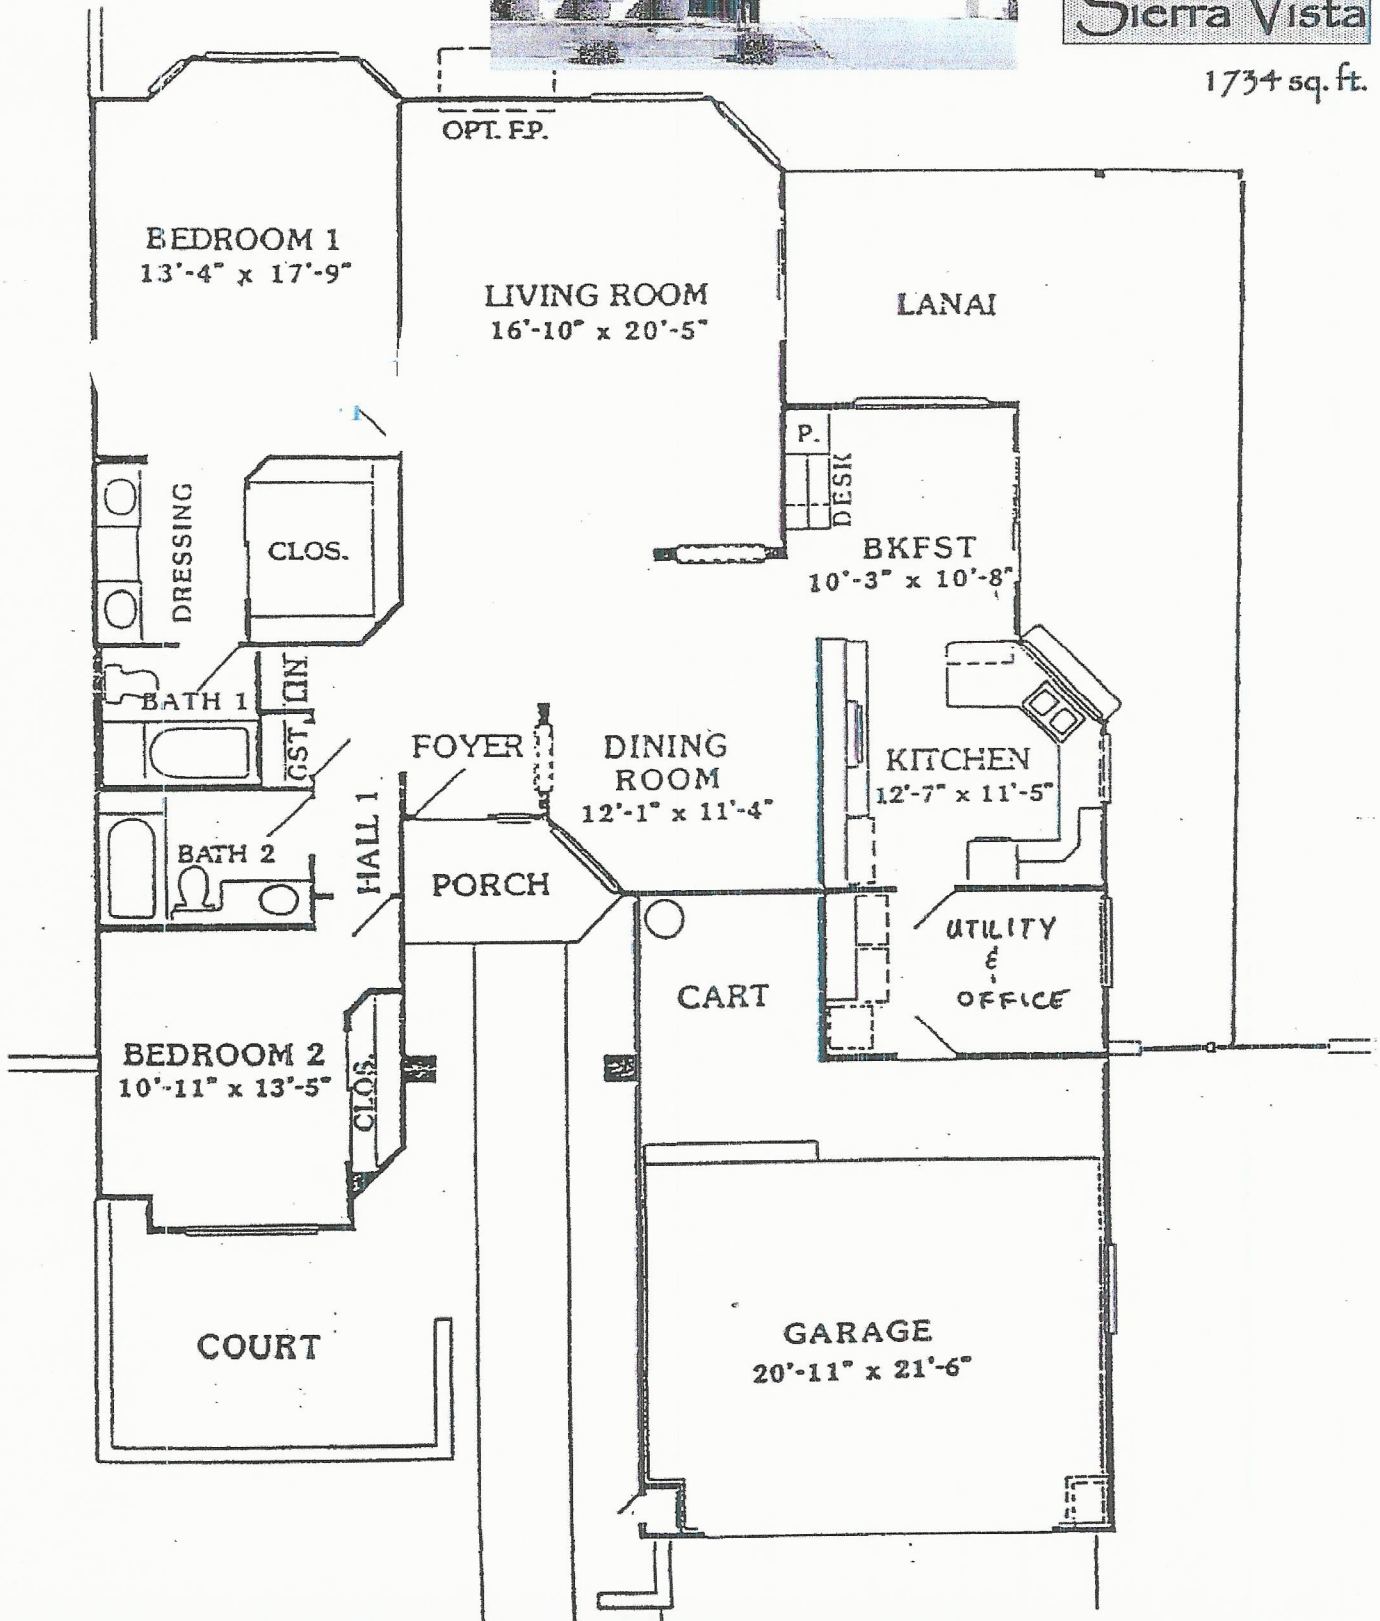 Sierra Vista
1734 sq. ft.
OPT. F.P.
BEDROOM 1
13'-4" x 17'-9"
LIVING ROOM
16'-10" x 20'-5"
LANAI
P.
DESK
DRESSING
CLOS.
BKFST
10'-3" x 10'-8"
LIN
BATH 1
GST
FOYER
DINING
ROOM
12'-1" x 11'-4"
KITCHEN
12'-7" x 11'-5"
HALL 1
BATH 2
PORCH
UTILITY
&
OFFICE
CART
BEDROOM 2
10'-11" x 13'-5"
CLOS.
GARAGE
20'-11" x 21'-6"
COURT